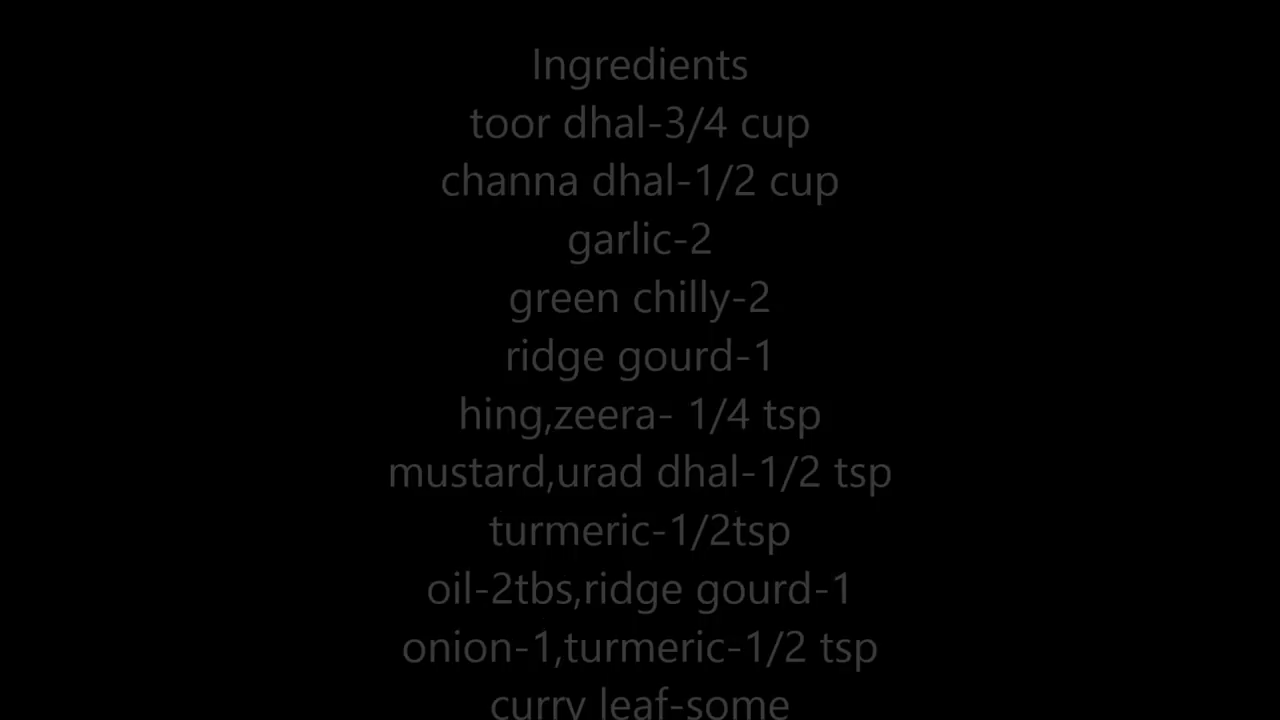 Ingredients
toor dhal-3/4 cup
channa dhal-1/2 cup
garlic-2
green chilly-2
ridge gourd-1
hing,zeera- 1/4 tsp
mustard,urad dhal-1/2 tsp
turmeric-1/2tsp
oil-2tbs,ridge gourd-1
onion-1,turmeric-1/2 tsp
curry leaf-some